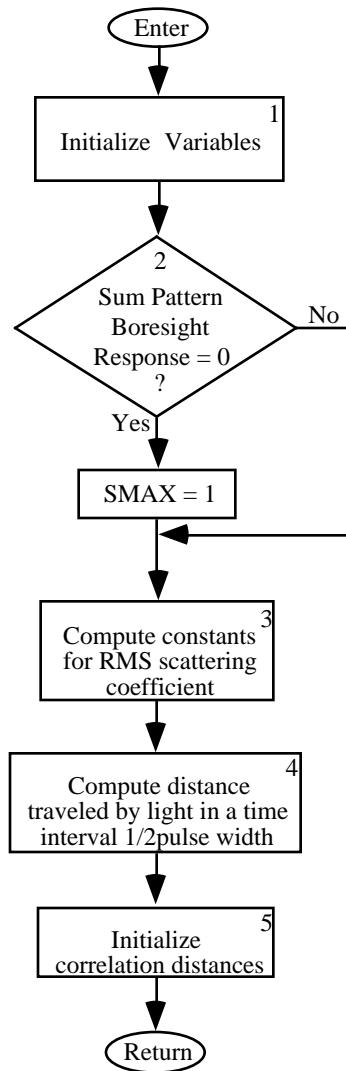 Enter
1
Initialize Variables
2
Sum Pattern
Boresight
Response = 0
?
No
Yes
SMAX = 1
3
Compute constants
for RMS scattering
coefficient
4
Compute distance
traveled by light in a time
interval 1/2pulse width
5
Initialize
correlation distances
Return